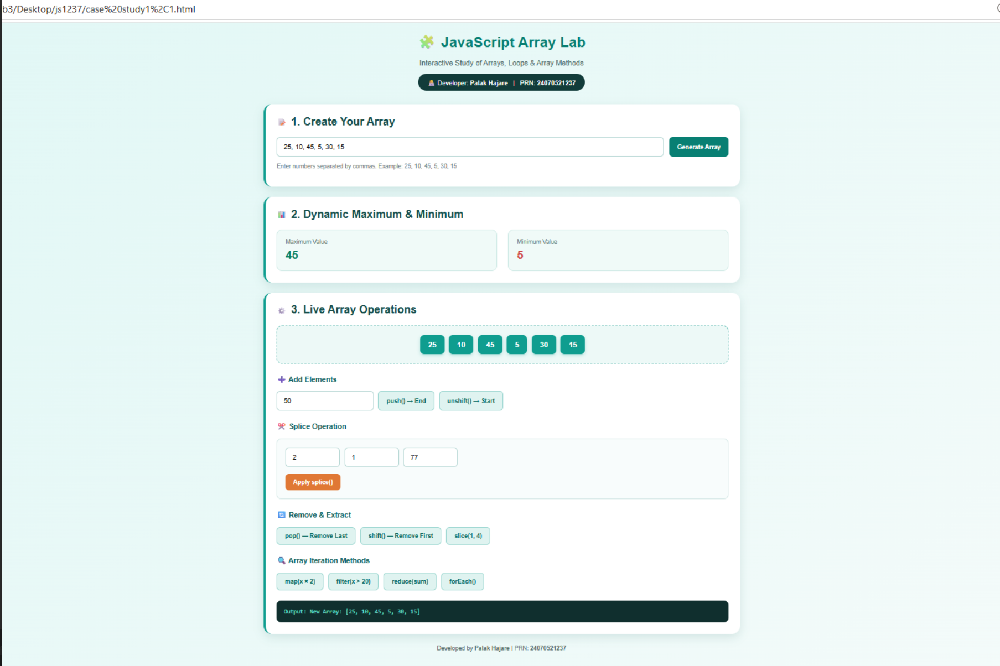 b3/Desktop/js1237/case%20study1%2C1.html
JavaScript Array Lab
Interactive Study of Arrays, Loops & Array Methods
Developer: Palak Hajare | PRN: 24070521237
1. Create Your Array
25, 10, 45, 5, 30, 15
Generate Array
Enter numbers separated by commas. Example: 25, 10, 45, 5, 30, 15
2. Dynamic Maximum & Minimum
Maximum Value
45
Minimum Value
5
3. Live Array Operations
25 10 45 5 30 15
Add Elements
50 push() → End unshift() → Start
Splice Operation
2 1 77
Apply splice()
Remove & Extract
pop() — Remove Last shift() — Remove First slice(1, 4)
Array Iteration Methods
map(x × 2) filter(x > 20) reduce(sum) forEach()
Output: New Array: [25, 10, 45, 5, 30, 15]
Developed by Palak Hajare | PRN: 24070521237